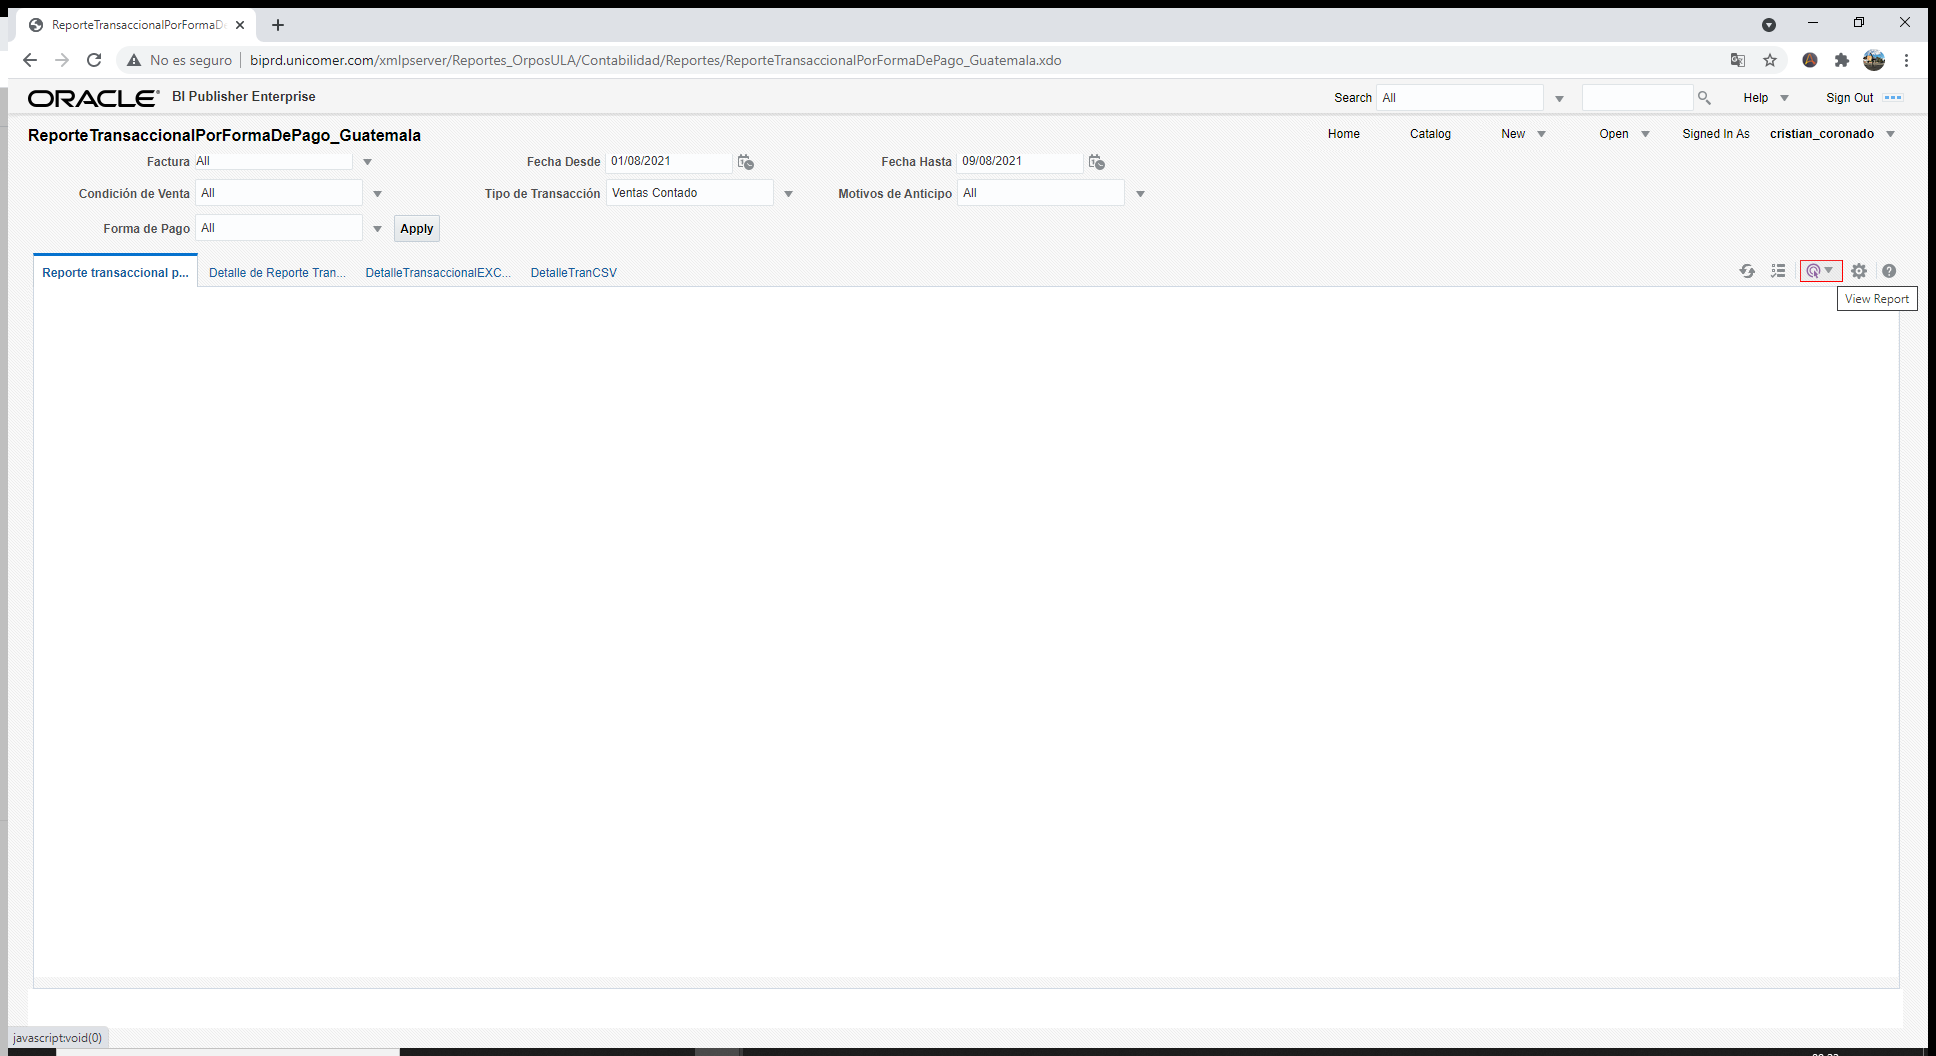 ReporteTransaccionalPorFormaD
No es seguro
biprd.unicomer.com/xmlpserver/Reportes_OrposULA/Contabilidad/Reportes/ReporteTransaccionalPorFormaDePago_Guatemala.xdo
ORACLE BI Publisher Enterprise
Search All
Help
Sign Out
ReporteTransaccionalPorFormaDePago_Guatemala
Home
Catalog
New
Open
Signed In As cristian_coronado
Factura All
Fecha Desde 01/08/2021
Fecha Hasta 09/08/2021
Condición de Venta All
Tipo de Transacción Ventas Contado
Motivos de Anticipo All
Forma de Pago All
Apply
Reporte transaccional p...
Detalle de Reporte Tran...
DetalleTransaccionalEXC...
DetalleTranCSV
View Report
javascript:void(0)